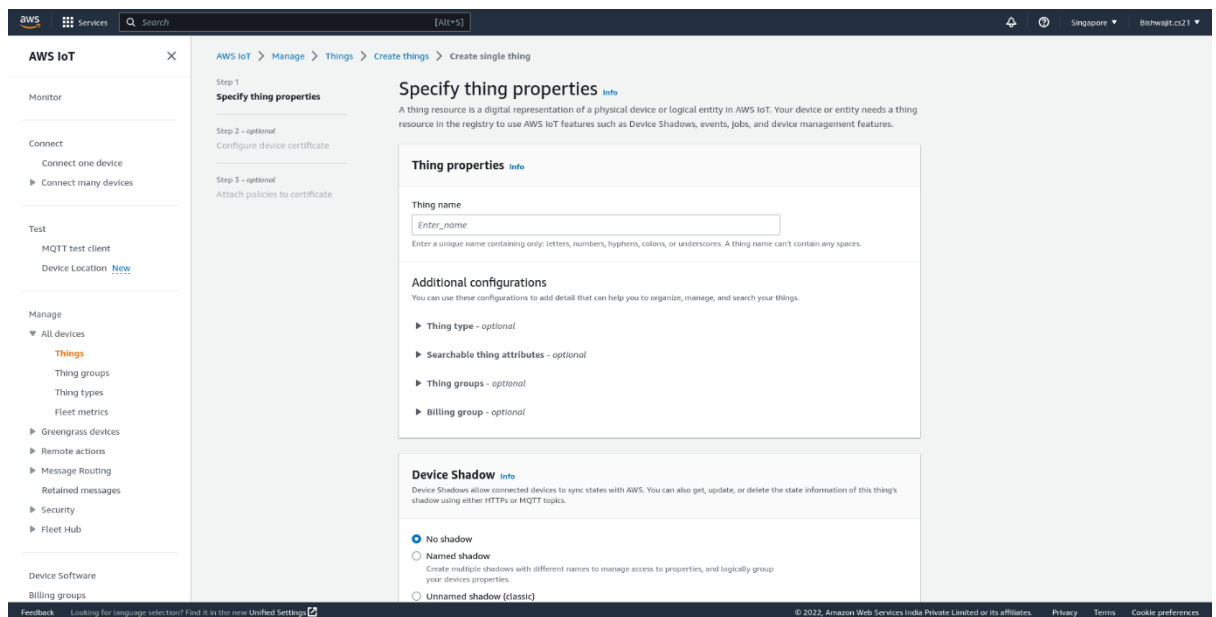 aws Services Search [Alt+S] Singapore ▼ Bishwajit.cs21 ▼
AWS IoT
Monitor
Connect
Connect one device
Connect many devices
Test
MQTT test client
Device Location New
Manage
All devices
Things
Thing groups
Thing types
Fleet metrics
Greengrass devices
Remote actions
Message Routing
Retained messages
Security
Fleet Hub
Device Software
Billing groups
AWS IoT > Manage > Things > Create things > Create single thing
Step 1
Specify thing properties
Step 2 - optional
Configure device certificate
Step 3 - optional
Attach policies to certificate
Specify thing properties Info
A thing resource is a digital representation of a physical device or logical entity in AWS IoT. Your device or entity needs a thing
resource in the registry to use AWS IoT features such as Device Shadows, events, jobs, and device management features.
Thing properties Info
Thing name
Enter_name
Enter a unique name containing only: letters, numbers, hyphens, colons, or underscores. A thing name can't contain any spaces.
Additional configurations
You can use these configurations to add detail that can help you to organize, manage, and search your things.
Thing type - optional
Searchable thing attributes - optional
Thing groups - optional
Billing group - optional
Device Shadow Info
Device Shadows allow connected devices to sync states with AWS. You can also get, update, or delete the state information of this thing's
shadow using either HTTPs or MQTT topics.
No shadow
Named shadow
Create multiple shadows with different names to manage access to properties, and logically group
your devices properties.
Unnamed shadow (classic)
Feedback Looking for language selection? Find it in the new Unified Settings © 2022, Amazon Web Services India Private Limited or its affiliates. Privacy Terms Cookie preferences